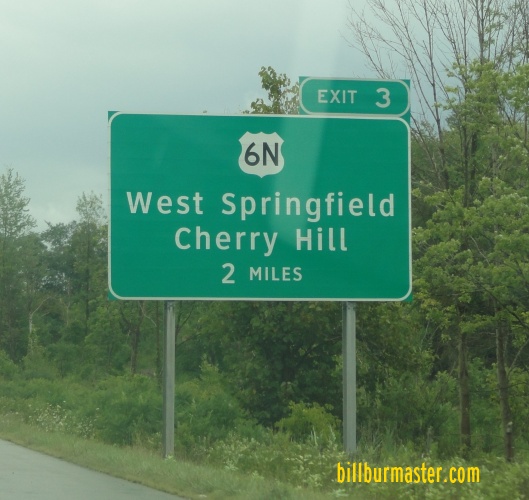 EXIT 3
6N
West Springfield
Cherry Hill
2 MILES
billburmaster.com